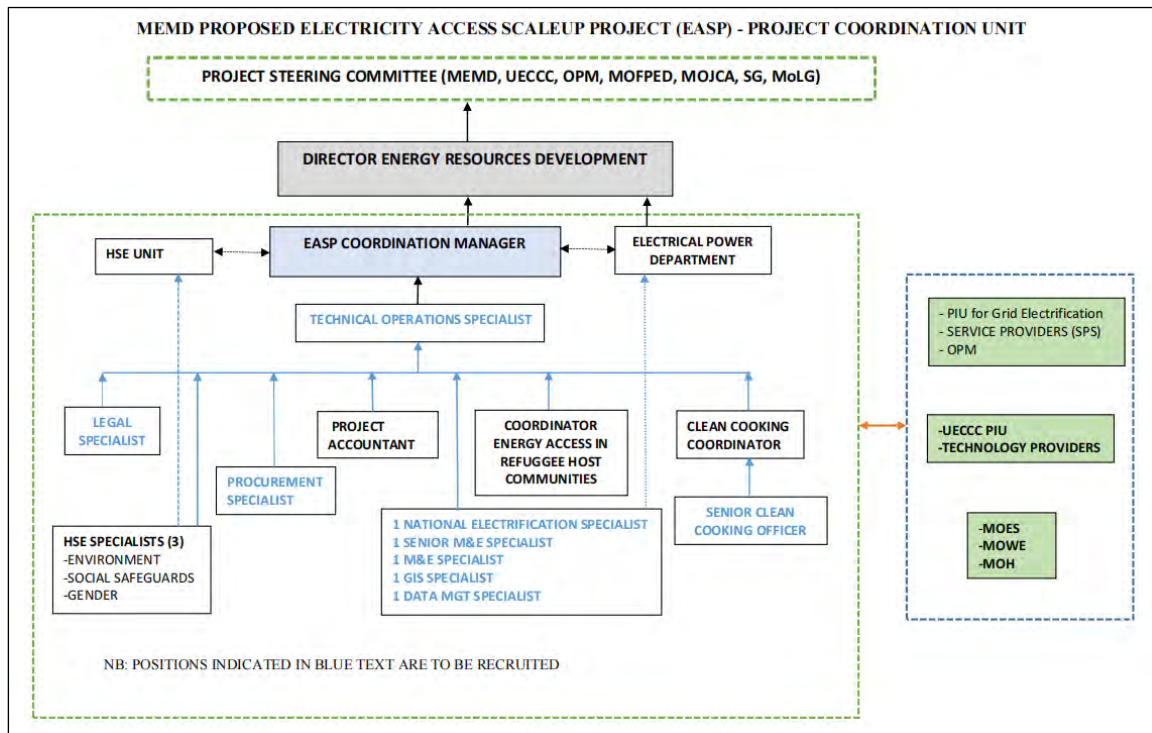 MEMD PROPOSED ELECTRICITY ACCESS SCALEUP PROJECT (EASP) - PROJECT COORDINATION UNIT
PROJECT STEERING COMMITTEE (MEMD, UECCC, OPM, MOFPED, MOJCA, SG, MoLG)
DIRECTOR ENERGY RESOURCES DEVELOPMENT
HSE UNIT
EASP COORDINATION MANAGER
ELECTRICAL POWER
DEPARTMENT
TECHNICAL OPERATIONS SPECIALIST
LEGAL
SPECIALIST
PROCUREMENT
SPECIALIST
PROJECT
ACCOUNTANT
COORDINATOR
ENERGY ACCESS IN
REFUGGEE HOST
COMMUNITIES
CLEAN COOKING
COORDINATOR
SENIOR CLEAN
COOKING OFFICER
HSE SPECIALISTS (3)
-ENVIRONMENT
-SOCIAL SAFEGUARDS
-GENDER
1 NATIONAL ELECTRIFICATION SPECIALIST
1 SENIOR M&E SPECIALIST
1 M&E SPECIALIST
1 GIS SPECIALIST
1 DATA MGT SPECIALIST
NB: POSITIONS INDICATED IN BLUE TEXT ARE TO BE RECRUITED
- PIU for Grid Electrification
- SERVICE PROVIDERS (SPS)
- OPM
-UECCC PIU
-TECHNOLOGY PROVIDERS
-MOES
-MOWE
-MOH